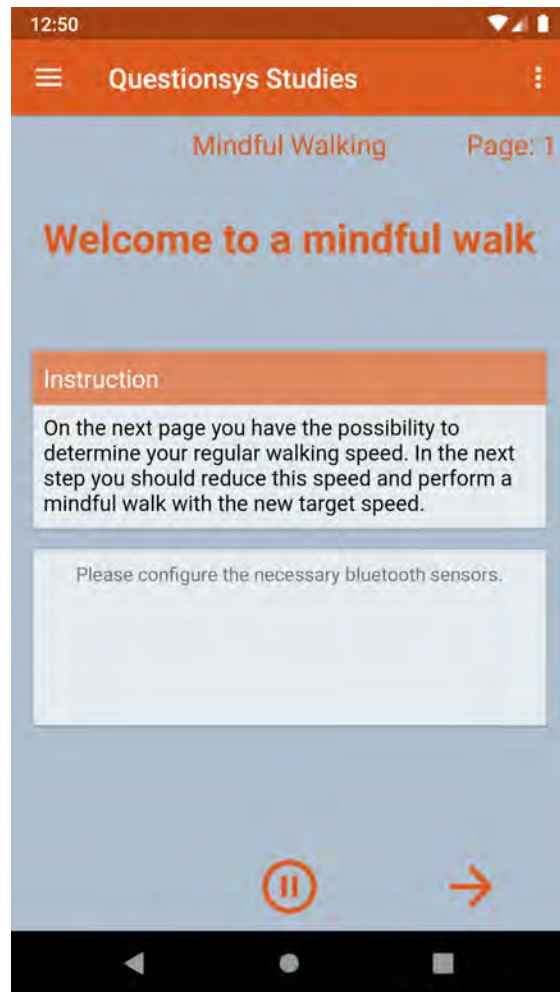 12:50
Questionsys Studies
Mindful Walking Page: 1
Welcome to a mindful walk
Instruction
On the next page you have the possibility to
determine your regular walking speed. In the next
step you should reduce this speed and perform a
mindful walk with the new target speed.
Please configure the necessary bluetooth sensors.